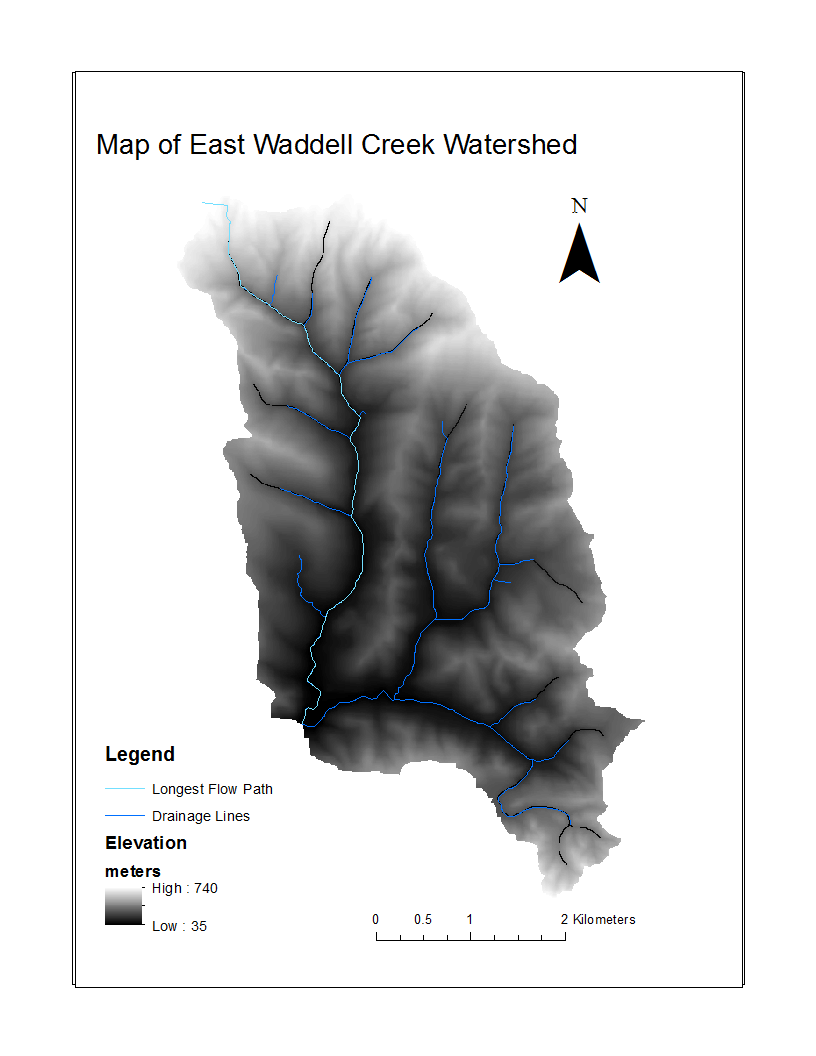 Map of East Waddell Creek Watershed
N
Legend
Longest Flow Path
Drainage Lines
Elevation
meters
High : 740
Low : 35
0 0.5 1 2 Kilometers